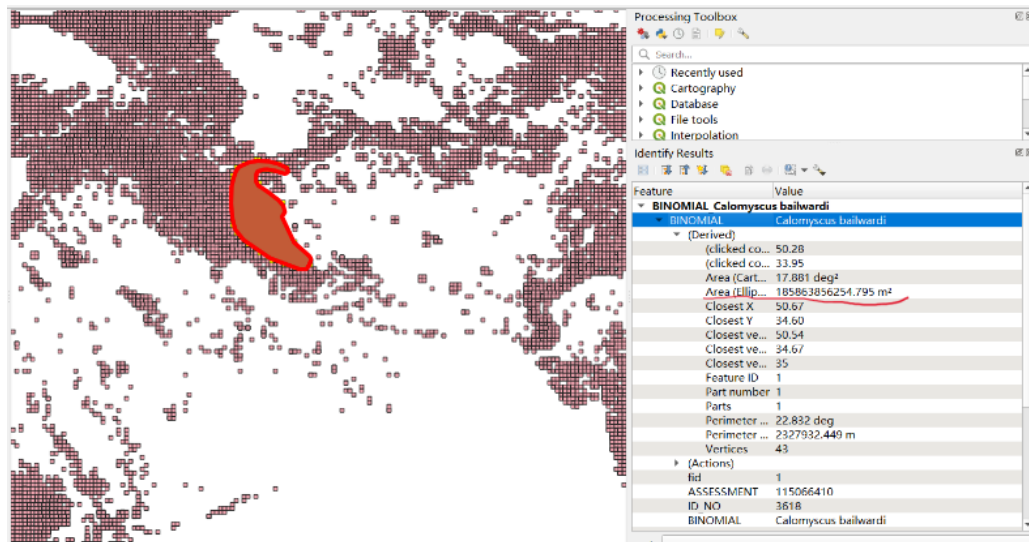 Processing Toolbox
Search...
Recently used
Cartography
Database
File tools
Interpolation
Identify Results
Feature Value
BINOMIAL Calomyscus bailwardi
BINOMIAL Calomyscus bailwardi
(Derived)
(clicked co... 50.28
(clicked co... 33.95
Area (Cart... 17.881 deg²
Area (Ellip... 185863856254.795 m²
Closest X 50.67
Closest Y 34.60
Closest ve... 50.54
Closest ve... 34.67
Closest ve... 35
Feature ID 1
Part number 1
Parts 1
Perimeter ... 22.832 deg
Perimeter ... 2327932.449 m
Vertices 43
(Actions)
fid 1
ASSESSMENT 115066410
ID_NO 3618
BINOMIAL Calomyscus bailwardi